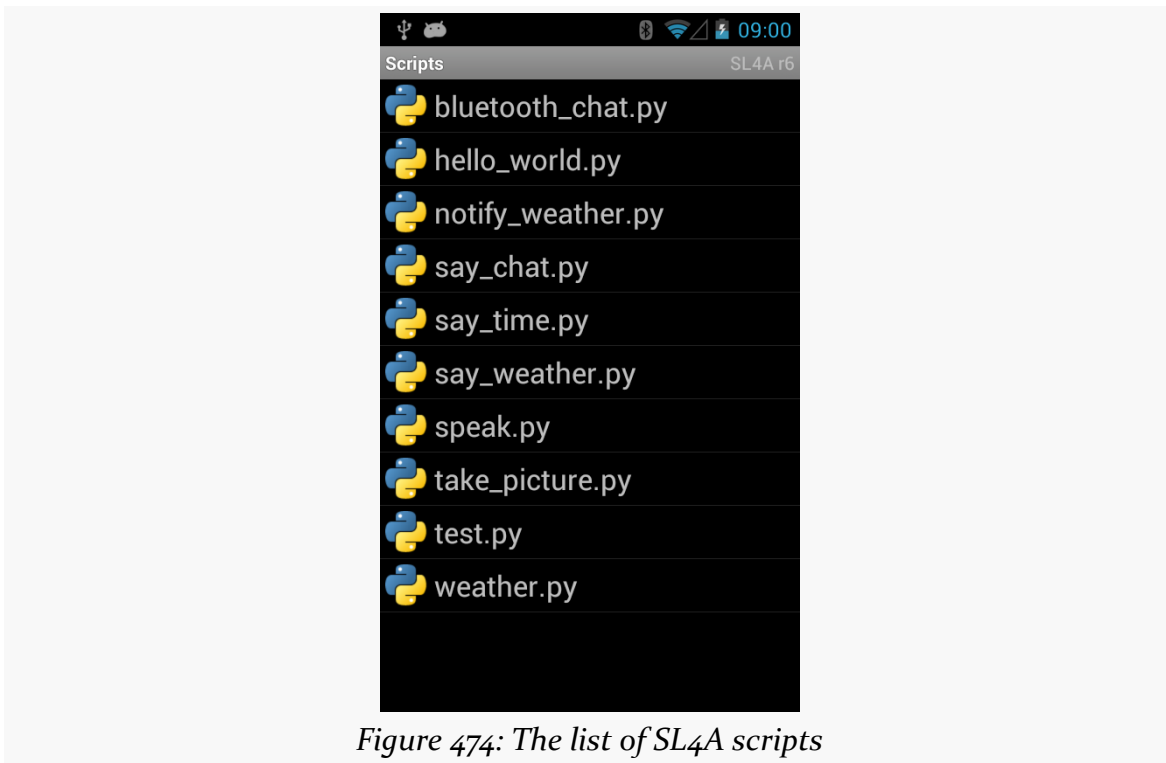 09:00
Scripts SL4A r6
bluetooth_chat.py
hello_world.py
notify_weather.py
say_chat.py
say_time.py
say_weather.py
speak.py
take_picture.py
test.py
weather.py
Figure 474: The list of SL4A scripts